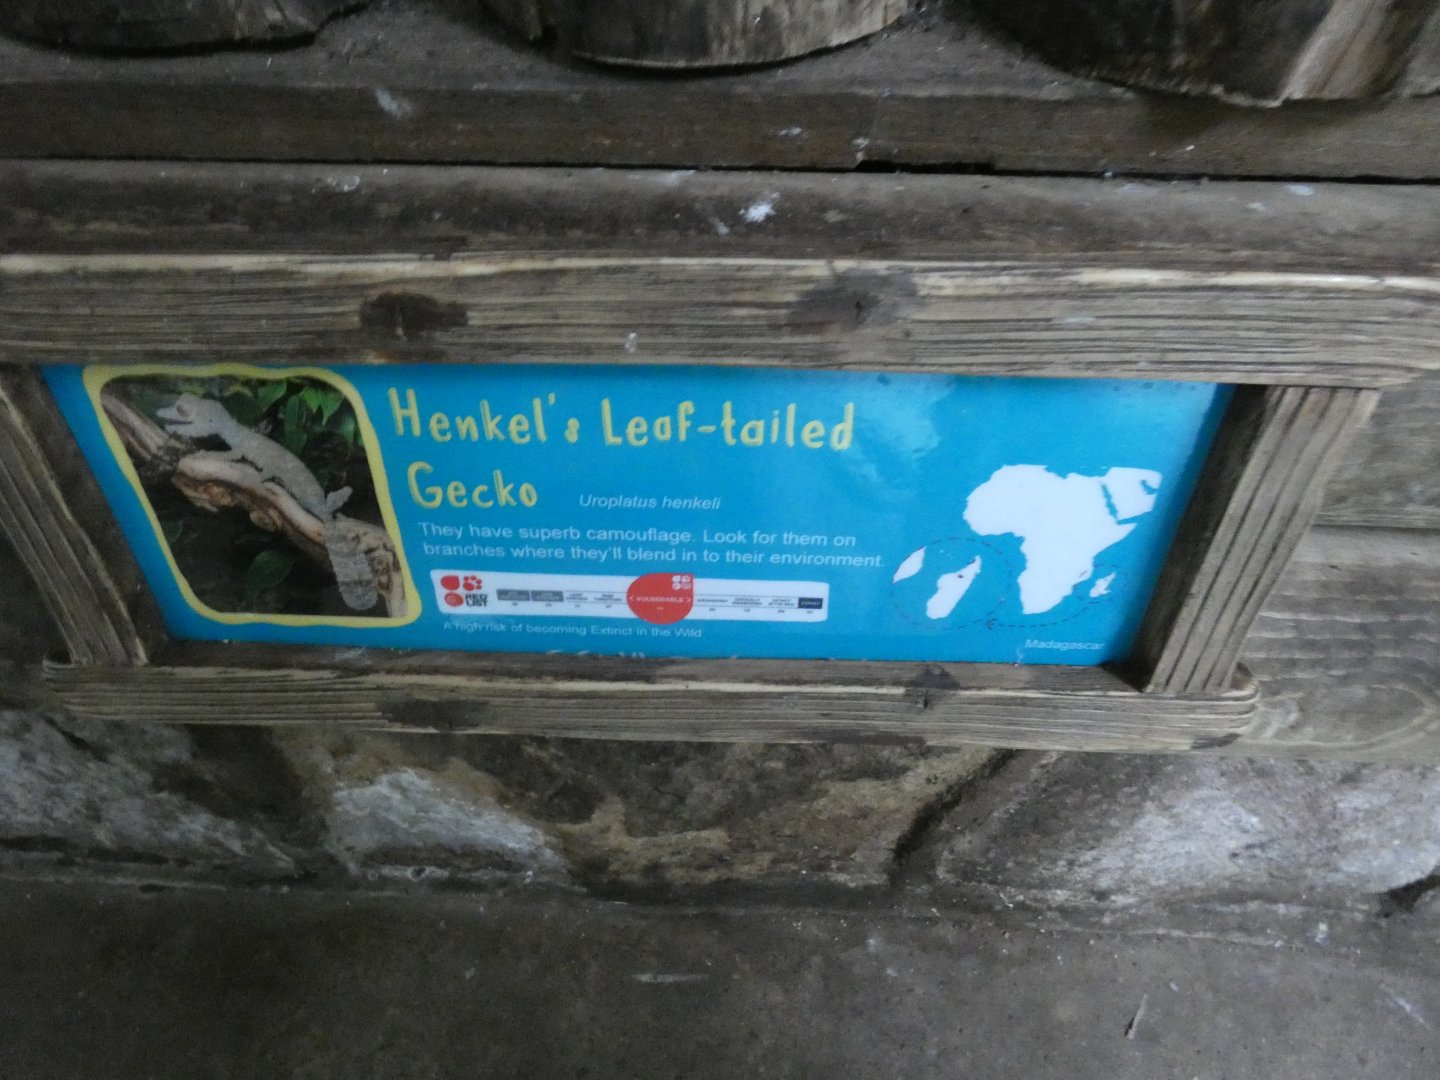 Henkel's Leaf-tailed
Gecko
Uroplatus henkeli
They have superb camouflage. Look for them on
branches where they'll blend in to their environment.
RED
LIST
< VULNERABLE >
EXTINCT
A high risk of becoming Extinct in the Wild
Madagascar